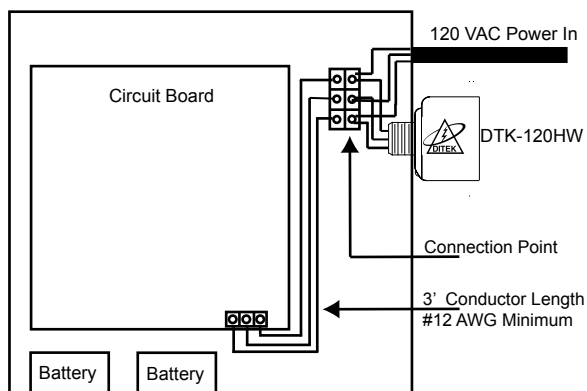 120 VAC Power In
Circuit Board
DITEK
DTK-120HW
Connection Point
3' Conductor Length
#12 AWG Minimum
Battery
Battery